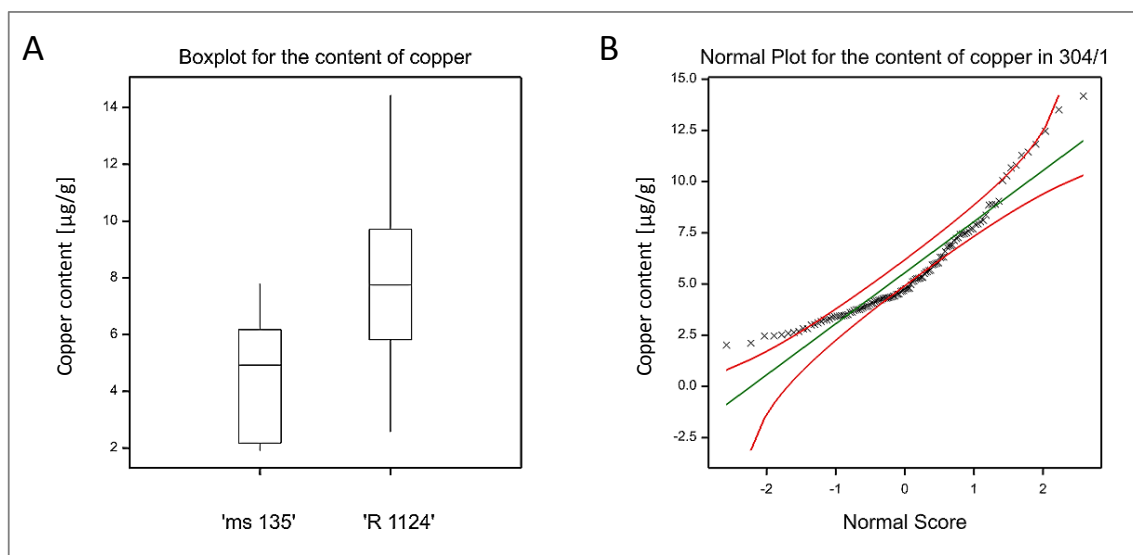 A
Boxplot for the content of copper
Copper content [µg/g]
14
12
10
8
6
4
2
'ms 135'
'R 1124'
B
Normal Plot for the content of copper in 304/1
Copper content [µg/g]
15.0
12.5
10.0
7.5
5.0
2.5
0.0
-2.5
-2
-1
0
1
2
Normal Score